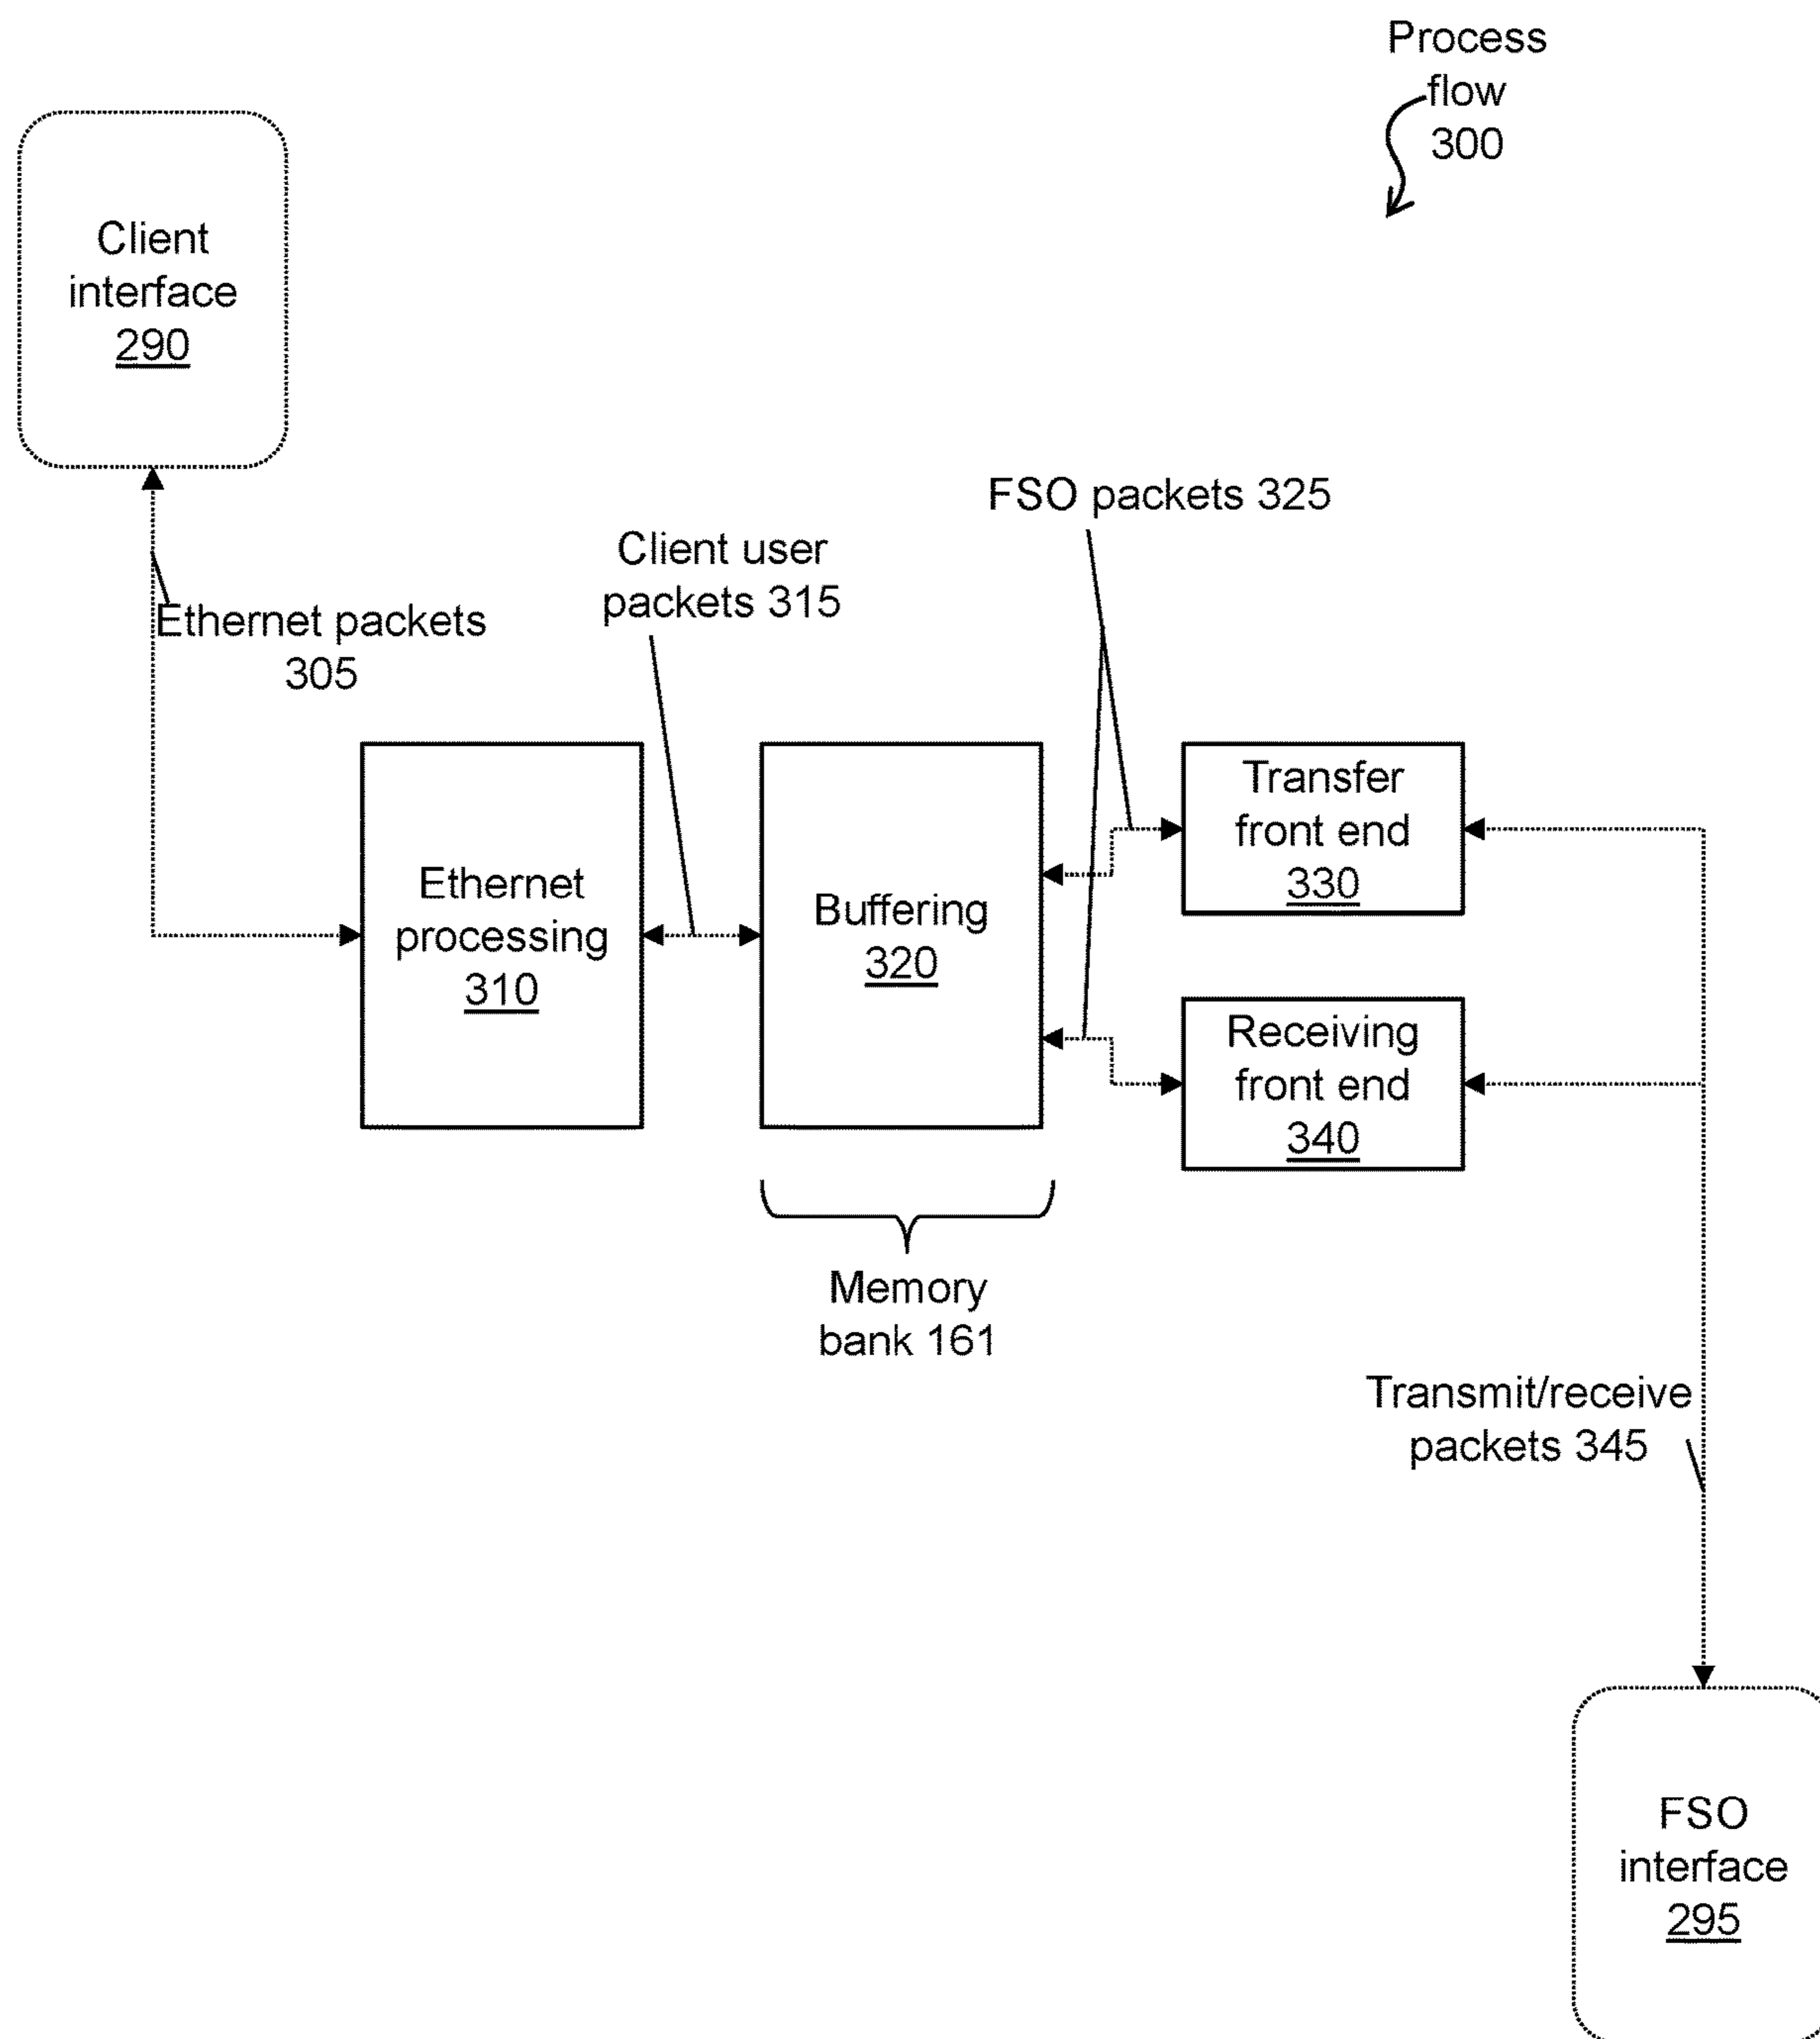 Process
flow
300
Client
interface
290
FSO packets 325
Client user
packets 315
Ethernet packets
305
Transfer
front end
330
Ethernet
processing
310
Buffering
320
Receiving
front end
340
Memory
bank 161
Transmit/receive
packets 345
FSO
interface
295